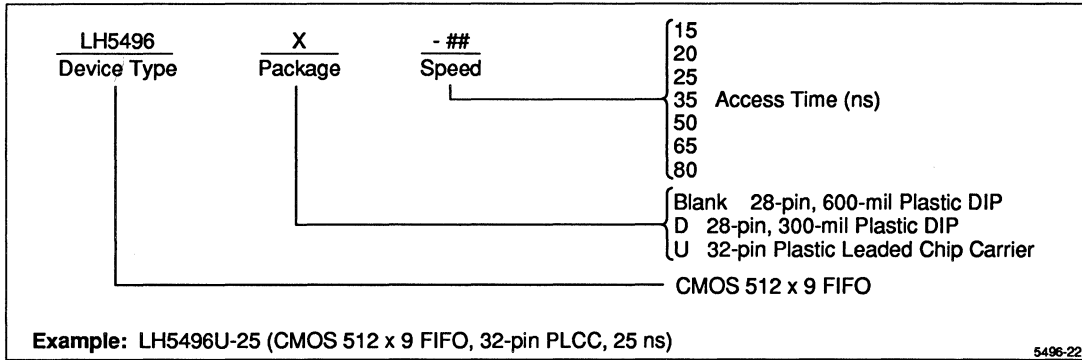 LH5496 X - ##
Device Type Package Speed
15
20
25
35 Access Time (ns)
50
65
80
Blank 28-pin, 600-mil Plastic DIP
D 28-pin, 300-mil Plastic DIP
U 32-pin Plastic Leaded Chip Carrier
CMOS 512 x 9 FIFO
Example: LH5496U-25 (CMOS 512 x 9 FIFO, 32-pin PLCC, 25 ns)
5496-22